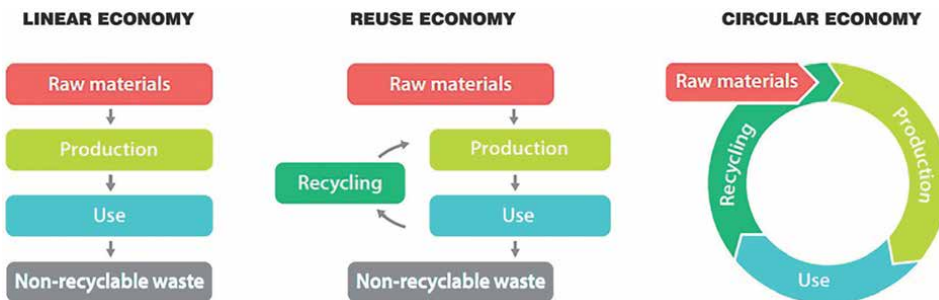 LINEAR ECONOMY
Raw materials
Production
Use
Non-recyclable waste
REUSE ECONOMY
Raw materials
Production
Recycling
Use
Non-recyclable waste
CIRCULAR ECONOMY
Raw materials
Production
Use
Recycling